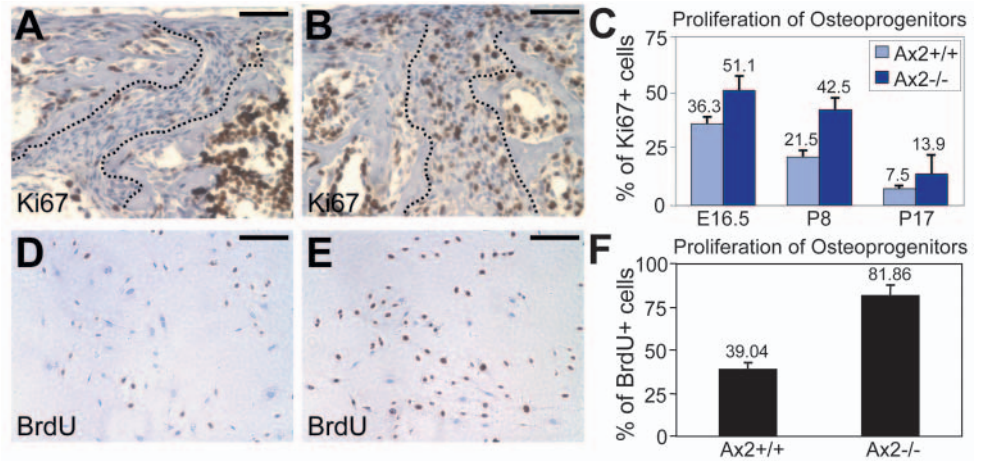 A
Ki67
B
Ki67
C
Proliferation of Osteoprogenitors
% of Ki67+ cells
75
50
25
0
Ax2+/+
Ax2-/-
36.3
51.1
21.5
42.5
7.5
13.9
E16.5
P8
P17
D
BrdU
E
BrdU
F
Proliferation of Osteoprogenitors
% of BrdU+ cells
100
75
50
25
0
39.04
81.86
Ax2+/+
Ax2-/-